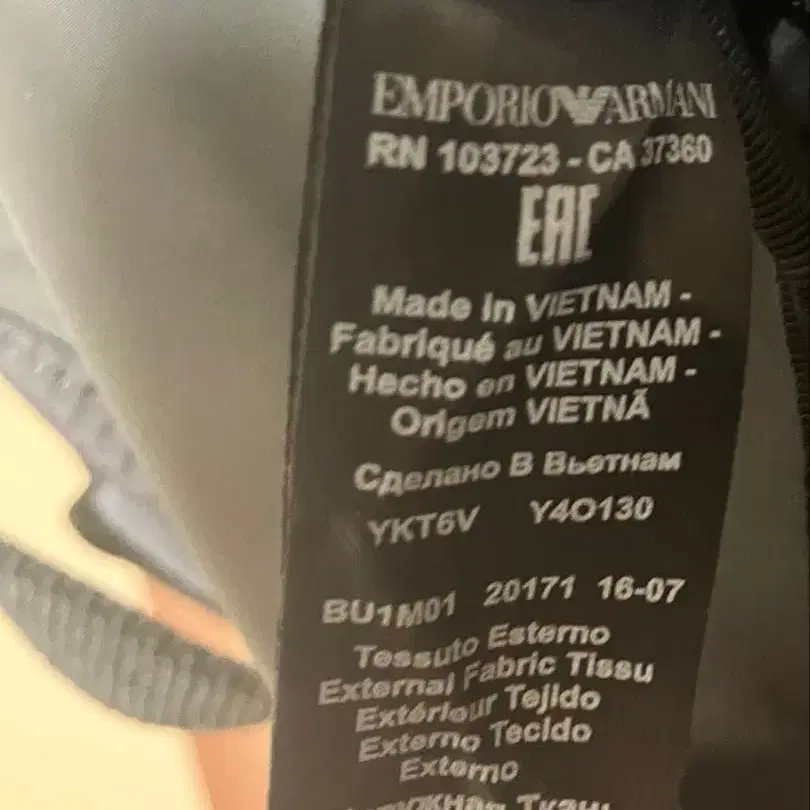 EMPORIO ARMANI
RN 103723 - CA 37360
EAC
Made in VIETNAM -
Fabriqué au VIETNAM -
Hecho en VIETNAM -
Origem VIETNÃ
Сделано В Вьетнам
YKT6V Y4O130
BU1M01 20171 16-07
Tessuto Esterno
External Fabric Tissu
Extérieur Tejido
Externo Tecido
Externo
Ткань